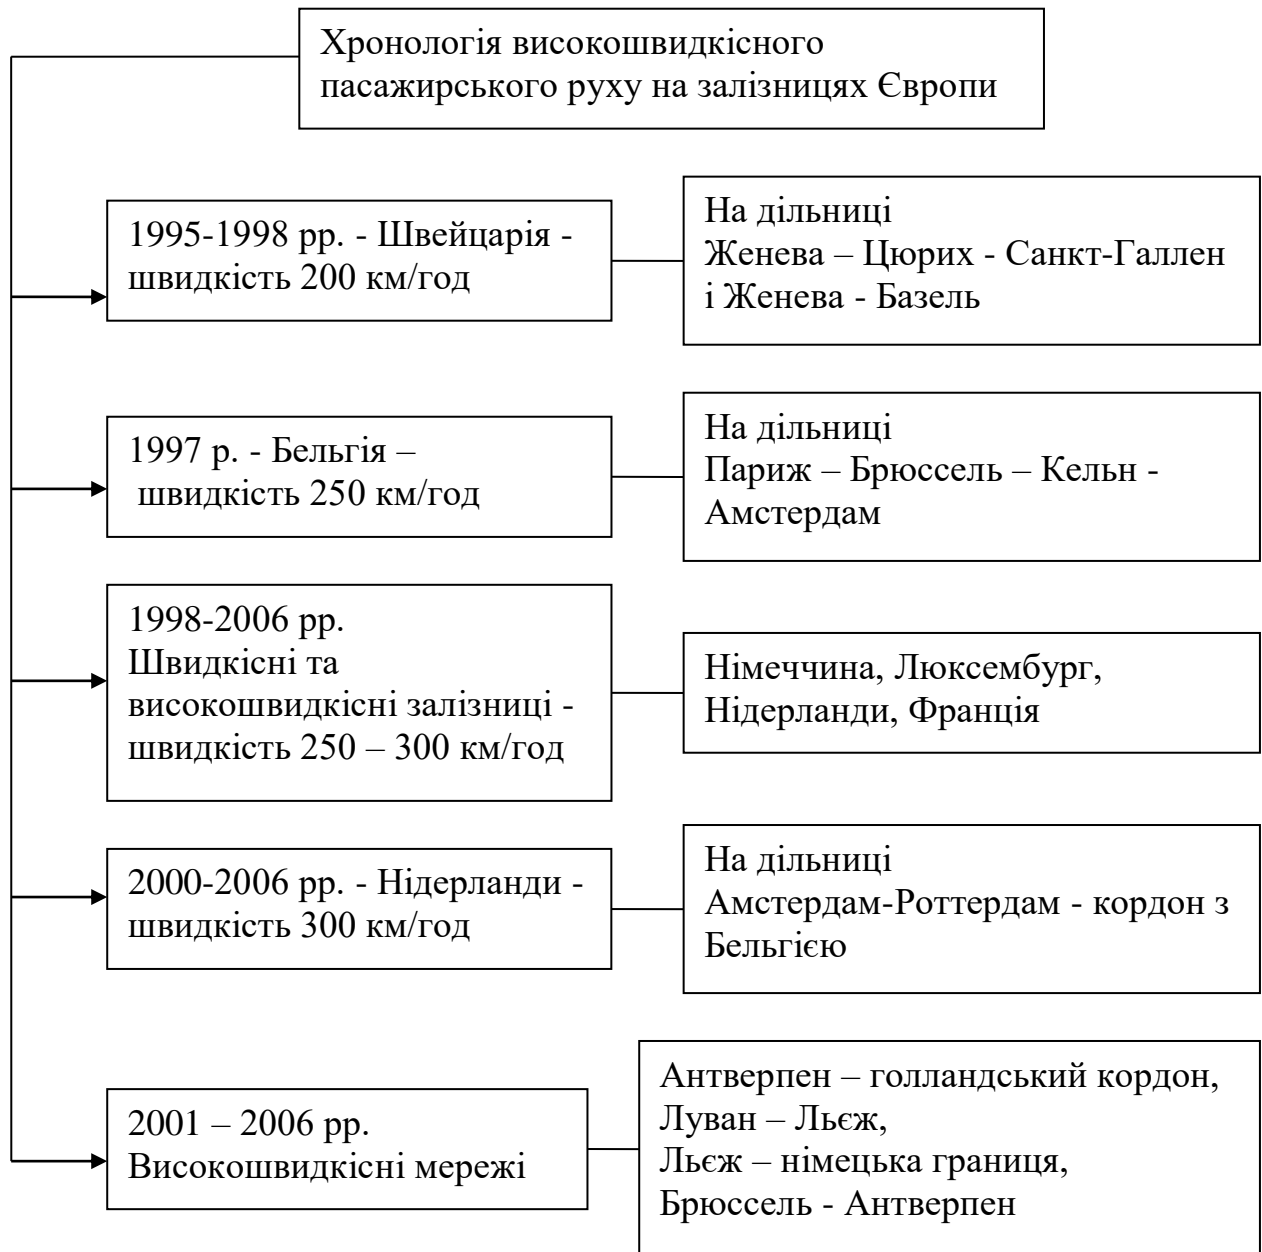 Хронологія високошвидкісного
пасажирського руху на залізницях Європи
1995-1998 рр. - Швейцарія -
швидкість 200 км/год
На дільниці
Женева – Цюрих - Санкт-Галлен
і Женева - Базель
1997 р. - Бельгія –
швидкість 250 км/год
На дільниці
Париж – Брюссель – Кельн -
Амстердам
1998-2006 рр.
Швидкісні та
високошвидкісні залізниці -
швидкість 250 – 300 км/год
Німеччина, Люксембург,
Нідерланди, Франція
2000-2006 рр. - Нідерланди -
швидкість 300 км/год
На дільниці
Амстердам-Роттердам - кордон з
Бельгією
2001 – 2006 рр.
Високошвидкісні мережі
Антверпен – голландський кордон,
Луван – Льєж,
Льєж – німецька границя,
Брюссель - Антверпен